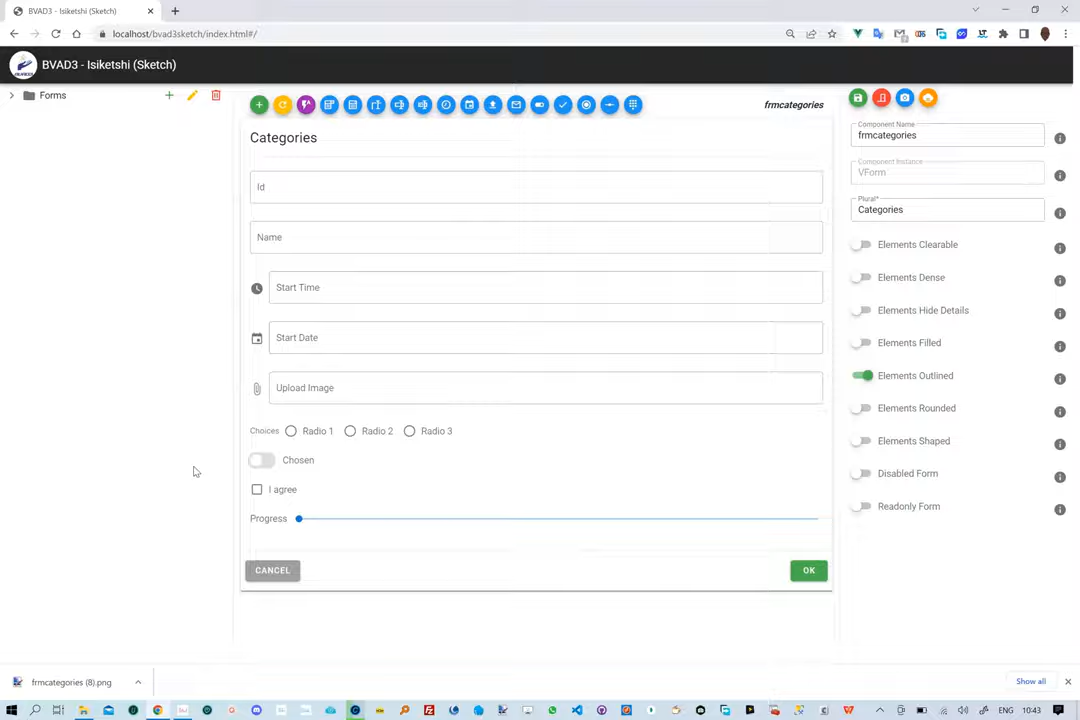 BVAD3 - Isiketshi (Sketch)
localhost/bvad3sketch/index.html#/
BVAD3 - Isiketshi (Sketch)
Forms
frmcategories
Categories
Id
Name
Start Time
Start Date
Upload Image
Choices Radio 1 Radio 2 Radio 3
Chosen
I agree
Progress
CANCEL
OK
Component Name
frmcategories
Component Instance
VForm
Plural*
Categories
Elements Clearable
Elements Dense
Elements Hide Details
Elements Filled
Elements Outlined
Elements Rounded
Elements Shaped
Disabled Form
Readonly Form
frmcategories (8).png
Show all
ENG 10:43